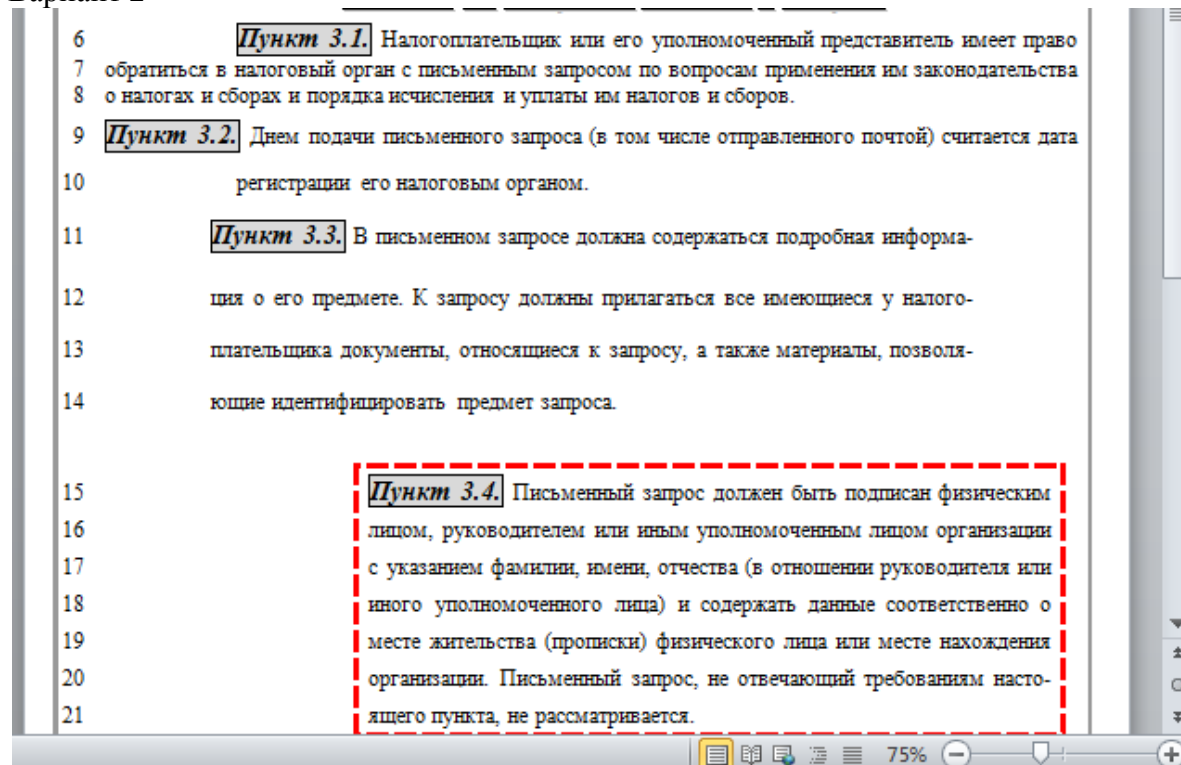 6 Пункт 3.1. Налогоплательщик или его уполномоченный представитель имеет право
7 обратиться в налоговый орган с письменным запросом по вопросам применения им законодательства
8 о налогах и сборах и порядка исчисления и уплаты им налогов и сборов.
9 Пункт 3.2. Днем подачи письменного запроса (в том числе отправленного почтой) считается дата
10 регистрации его налоговым органом.
11 Пункт 3.3. В письменном запросе должна содержаться подробная информа-
12 ция о его предмете. К запросу должны прилагаться все имеющиеся у налого-
13 плательщика документы, относящиеся к запросу, а также материалы, позволя-
14 ющие идентифицировать предмет запроса.
15 Пункт 3.4. Письменный запрос должен быть подписан физическим
16 лицом, руководителем или иным уполномоченным лицом организации
17 с указанием фамилии, имени, отчества (в отношении руководителя или
18 иного уполномоченного лица) и содержать данные соответственно о
19 месте жительства (прописки) физического лица или месте нахождения
20 организации. Письменный запрос, не отвечающий требованиям насто-
21 ящего пункта, не рассматривается.
75%